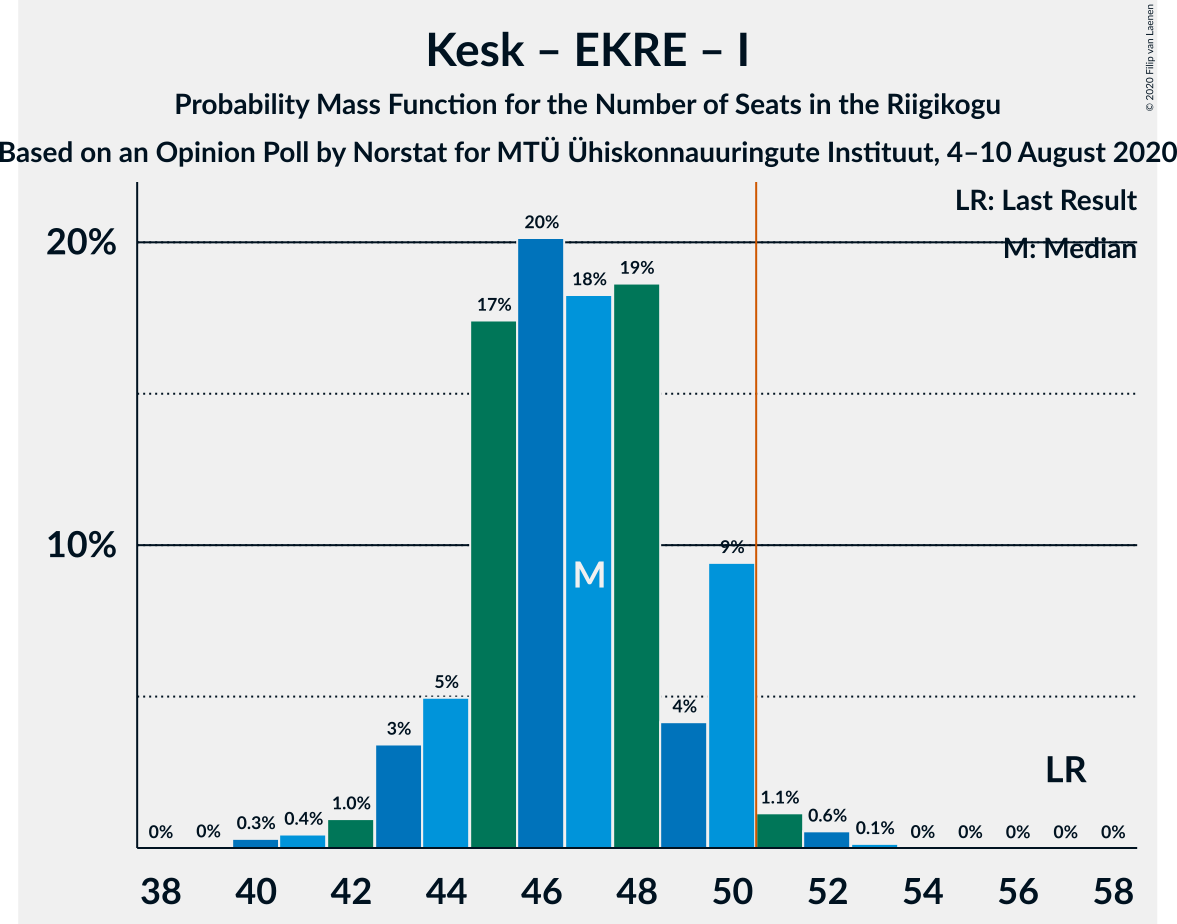 Kesk – EKRE – I
Probability Mass Function for the Number of Seats in the Riigikogu
Based on an Opinion Poll by Norstat for MTÜ Ühiskonnauuringute Instituut, 4–10 August 2020
© 2020 Filip van Laenen
LR: Last Result
M: Median
20%
10%
0% 0% 0.3% 0.4% 1.0% 3% 5% 17% 20% 18% 19% 4% 9% 1.1% 0.6% 0.1% 0% 0% 0% 0% 0%
M
LR
38 40 42 44 46 48 50 52 54 56 58